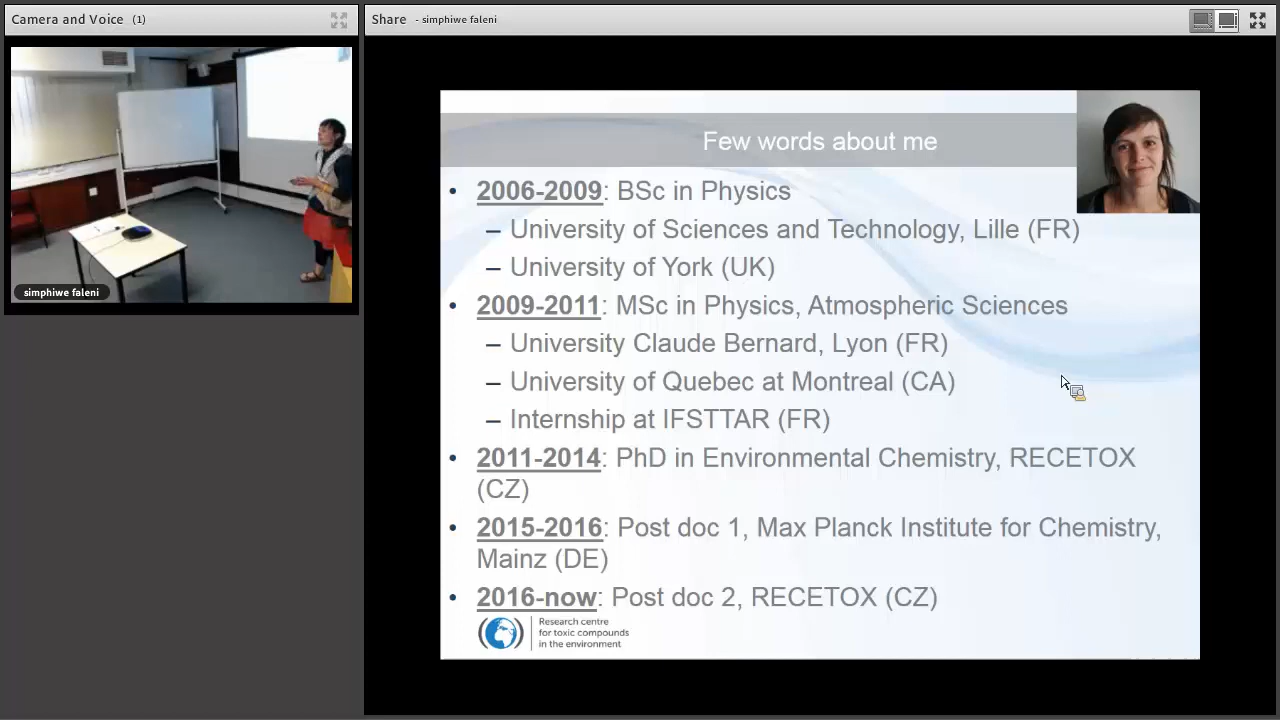 Camera and Voice (1)
Share - simphiwe faleni
simphiwe faleni
Few words about me
• 2006-2009: BSc in Physics
– University of Sciences and Technology, Lille (FR)
– University of York (UK)
• 2009-2011: MSc in Physics, Atmospheric Sciences
– University Claude Bernard, Lyon (FR)
– University of Quebec at Montreal (CA)
– Internship at IFSTTAR (FR)
• 2011-2014: PhD in Environmental Chemistry, RECETOX
(CZ)
• 2015-2016: Post doc 1, Max Planck Institute for Chemistry,
Mainz (DE)
• 2016-now: Post doc 2, RECETOX (CZ)
Research centre
for toxic compounds
in the environment